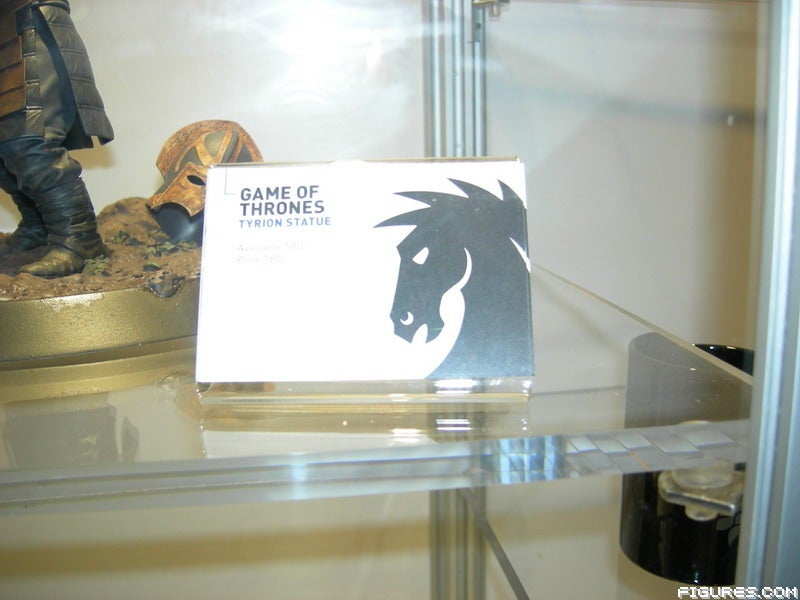 GAME OF
THRONES
TYRION STATUE
Available TBD
Price TBD
FIGURES.COM